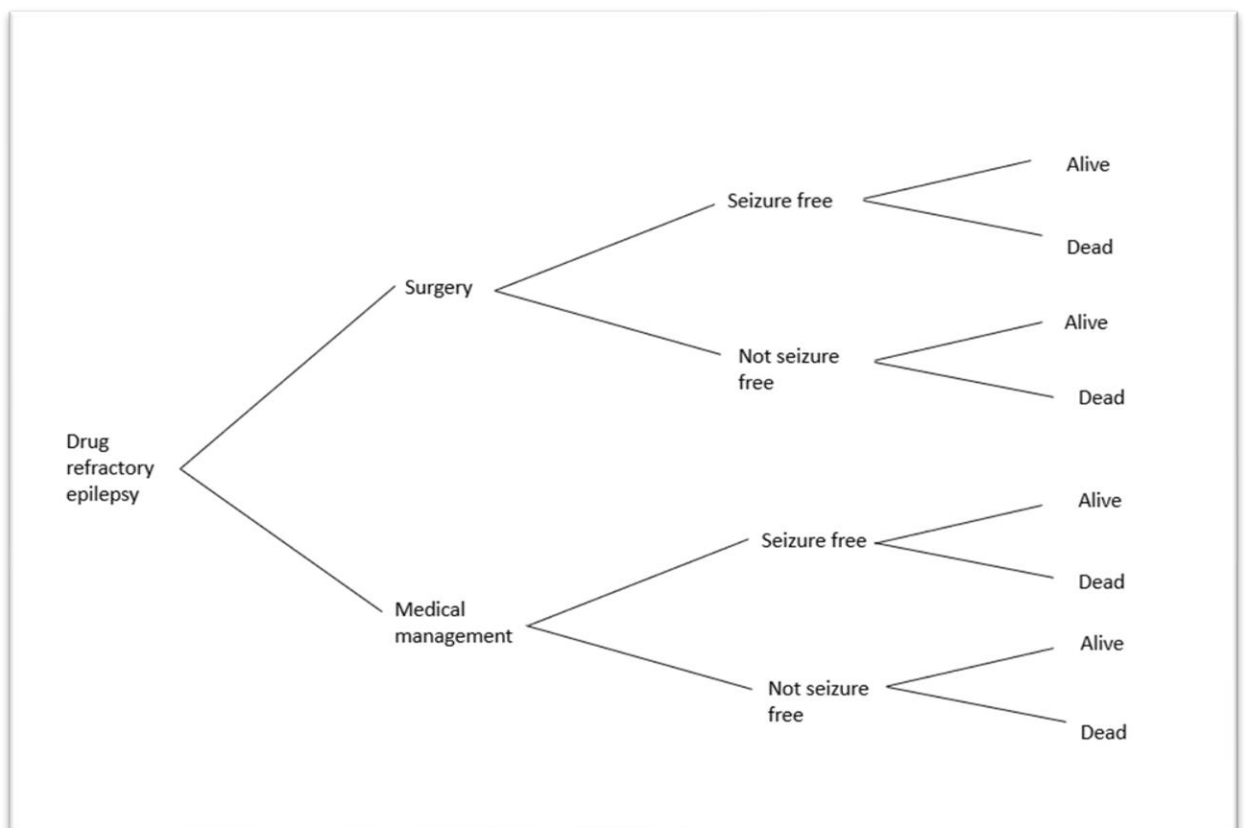 Alive
Seizure free
Dead
Surgery
Alive
Not seizure
free
Dead
Drug
refractory
epilepsy
Alive
Seizure free
Dead
Medical
management
Alive
Not seizure
free
Dead